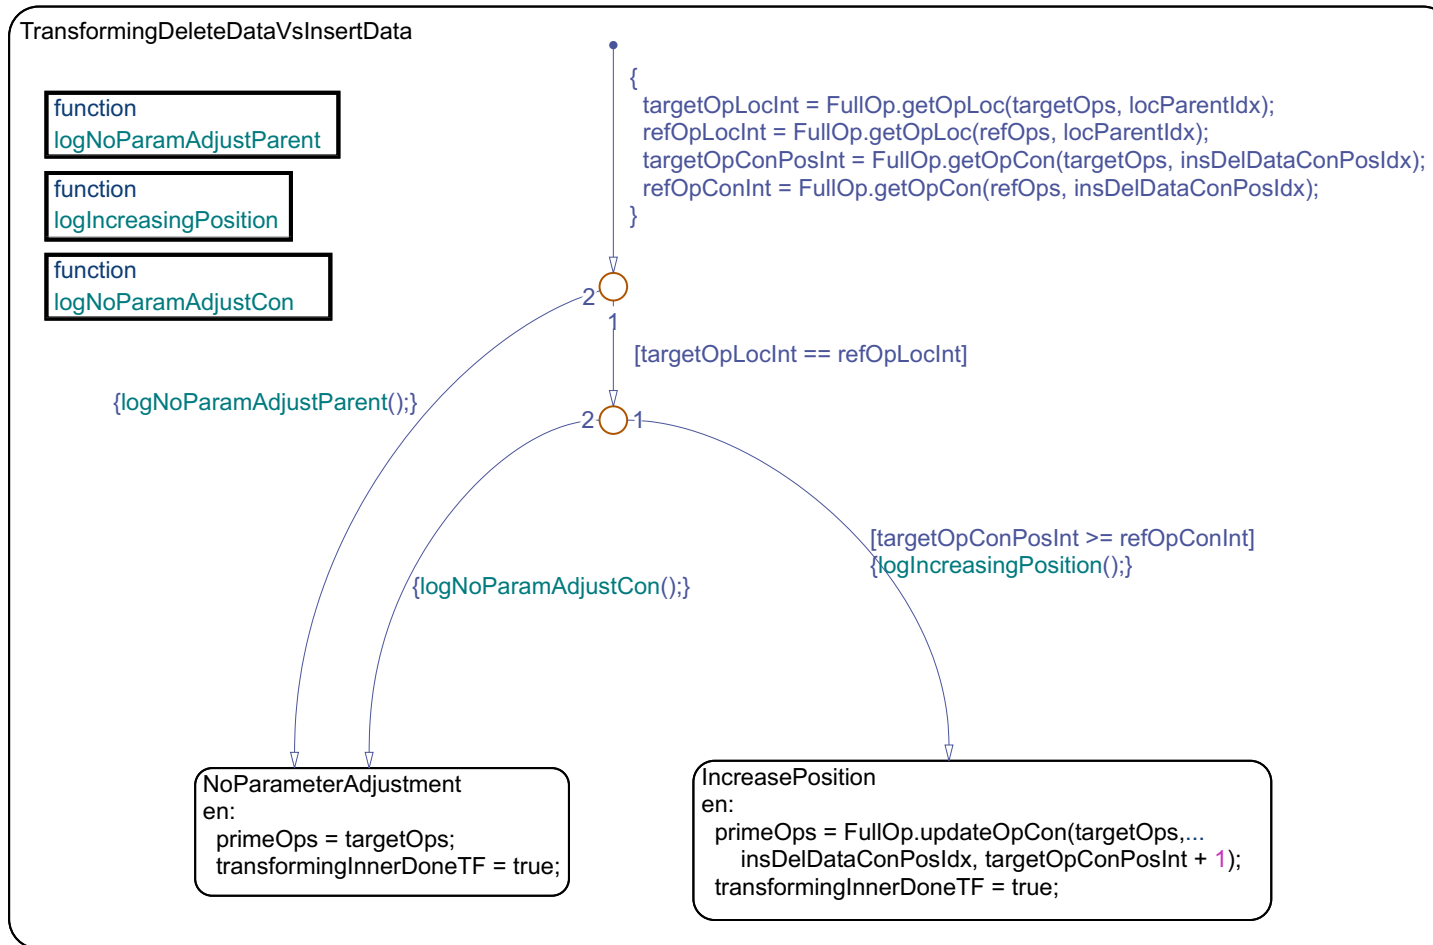 TransformingDeleteDataVsInsertData
function
logNoParamAdjustParent
function
logIncreasingPosition
function
logNoParamAdjustCon
{
targetOpLocInt = FullOp.getOpLoc(targetOps, locParentIdx);
refOpLocInt = FullOp.getOpLoc(refOps, locParentIdx);
targetOpConPosInt = FullOp.getOpCon(targetOps, insDelDataConPosIdx);
refOpConInt = FullOp.getOpCon(refOps, insDelDataConPosIdx);
}
2
1
[targetOpLocInt == refOpLocInt]
{logNoParamAdjustParent();}
2
1
[targetOpConPosInt >= refOpConInt]
{logIncreasingPosition();}
{logNoParamAdjustCon();}
NoParameterAdjustment
en:
primeOps = targetOps;
transformingInnerDoneTF = true;
IncreasePosition
en:
primeOps = FullOp.updateOpCon(targetOps,...
insDelDataConPosIdx, targetOpConPosInt + 1);
transformingInnerDoneTF = true;